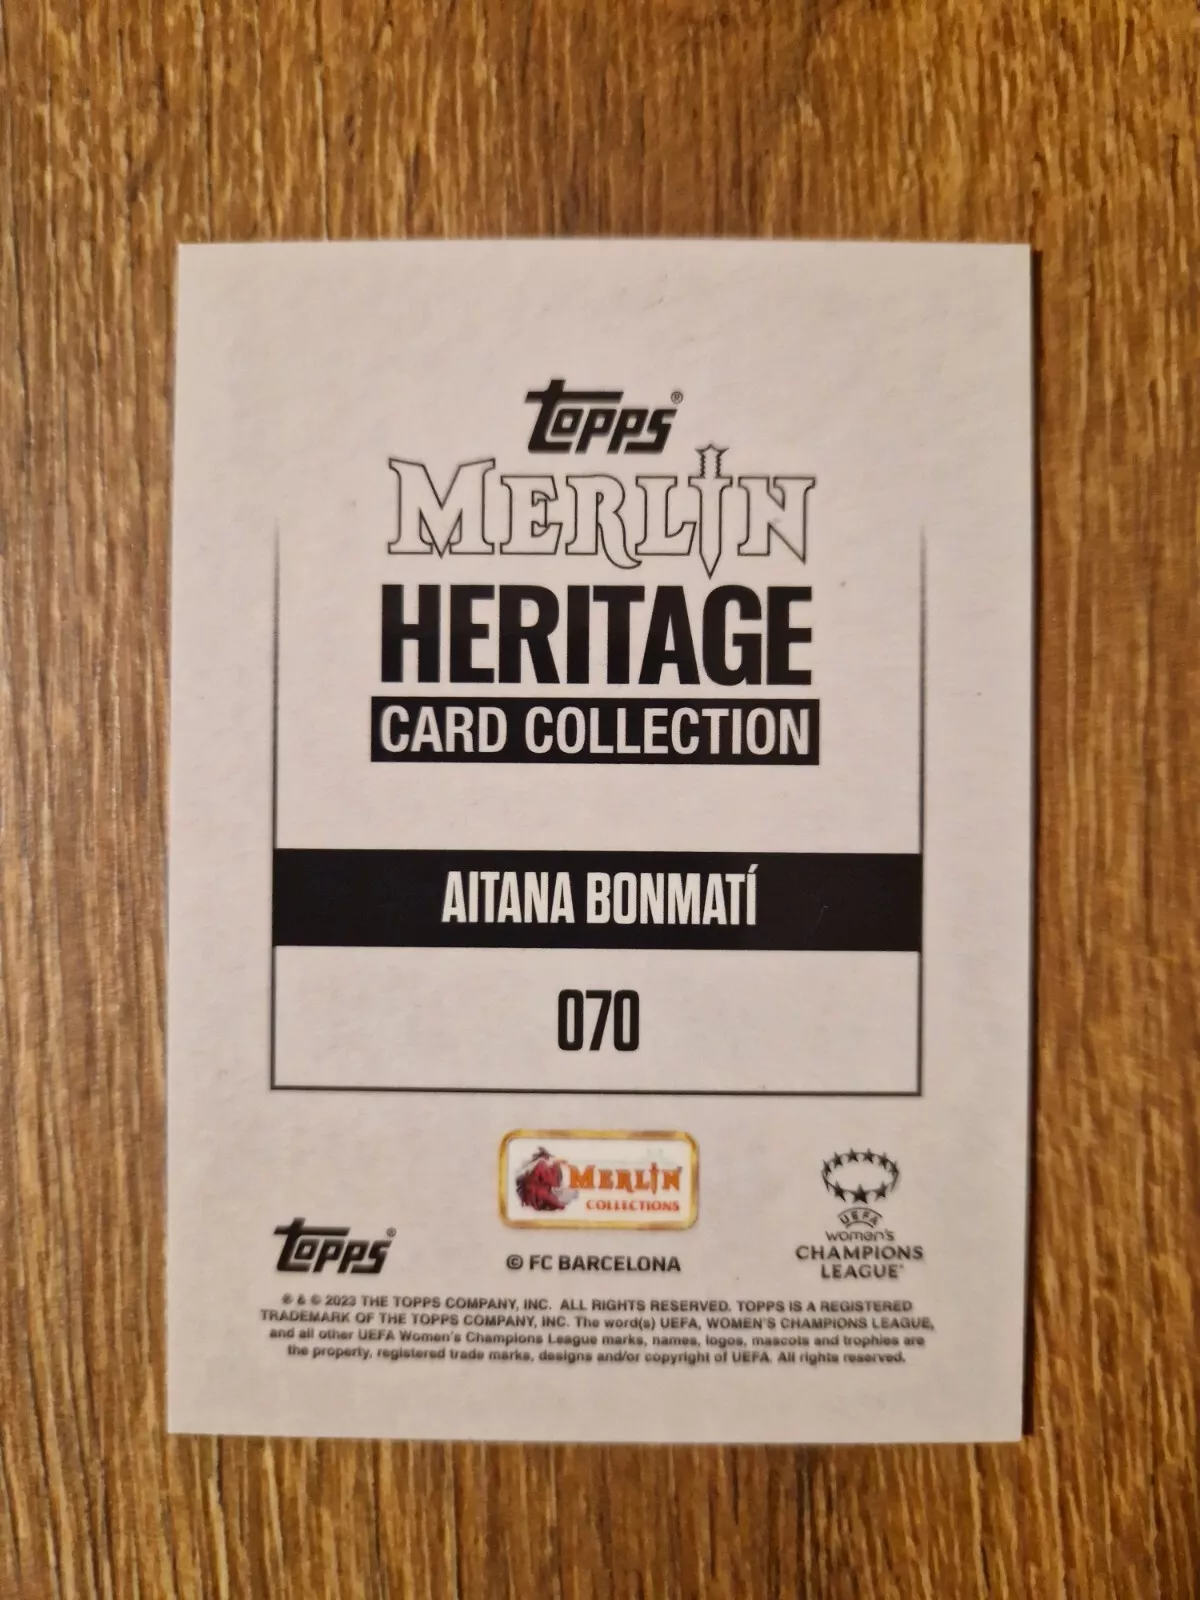 Topps®
MERLIN
HERITAGE
CARD COLLECTION
AITANA BONMATÍ
070
MERLIN
COLLECTIONS
Topps®
© FC BARCELONA
UEFA
WOMEN'S
CHAMPIONS
LEAGUE™
® & © 2023 THE TOPPS COMPANY, INC. ALL RIGHTS RESERVED. TOPPS IS A REGISTERED
TRADEMARK OF THE TOPPS COMPANY, INC. The word(s) UEFA, WOMEN'S CHAMPIONS LEAGUE,
and all other UEFA Women's Champions League marks, names, logos, mascots and trophies are
the property, registered trade marks, designs and/or copyright of UEFA. All rights reserved.